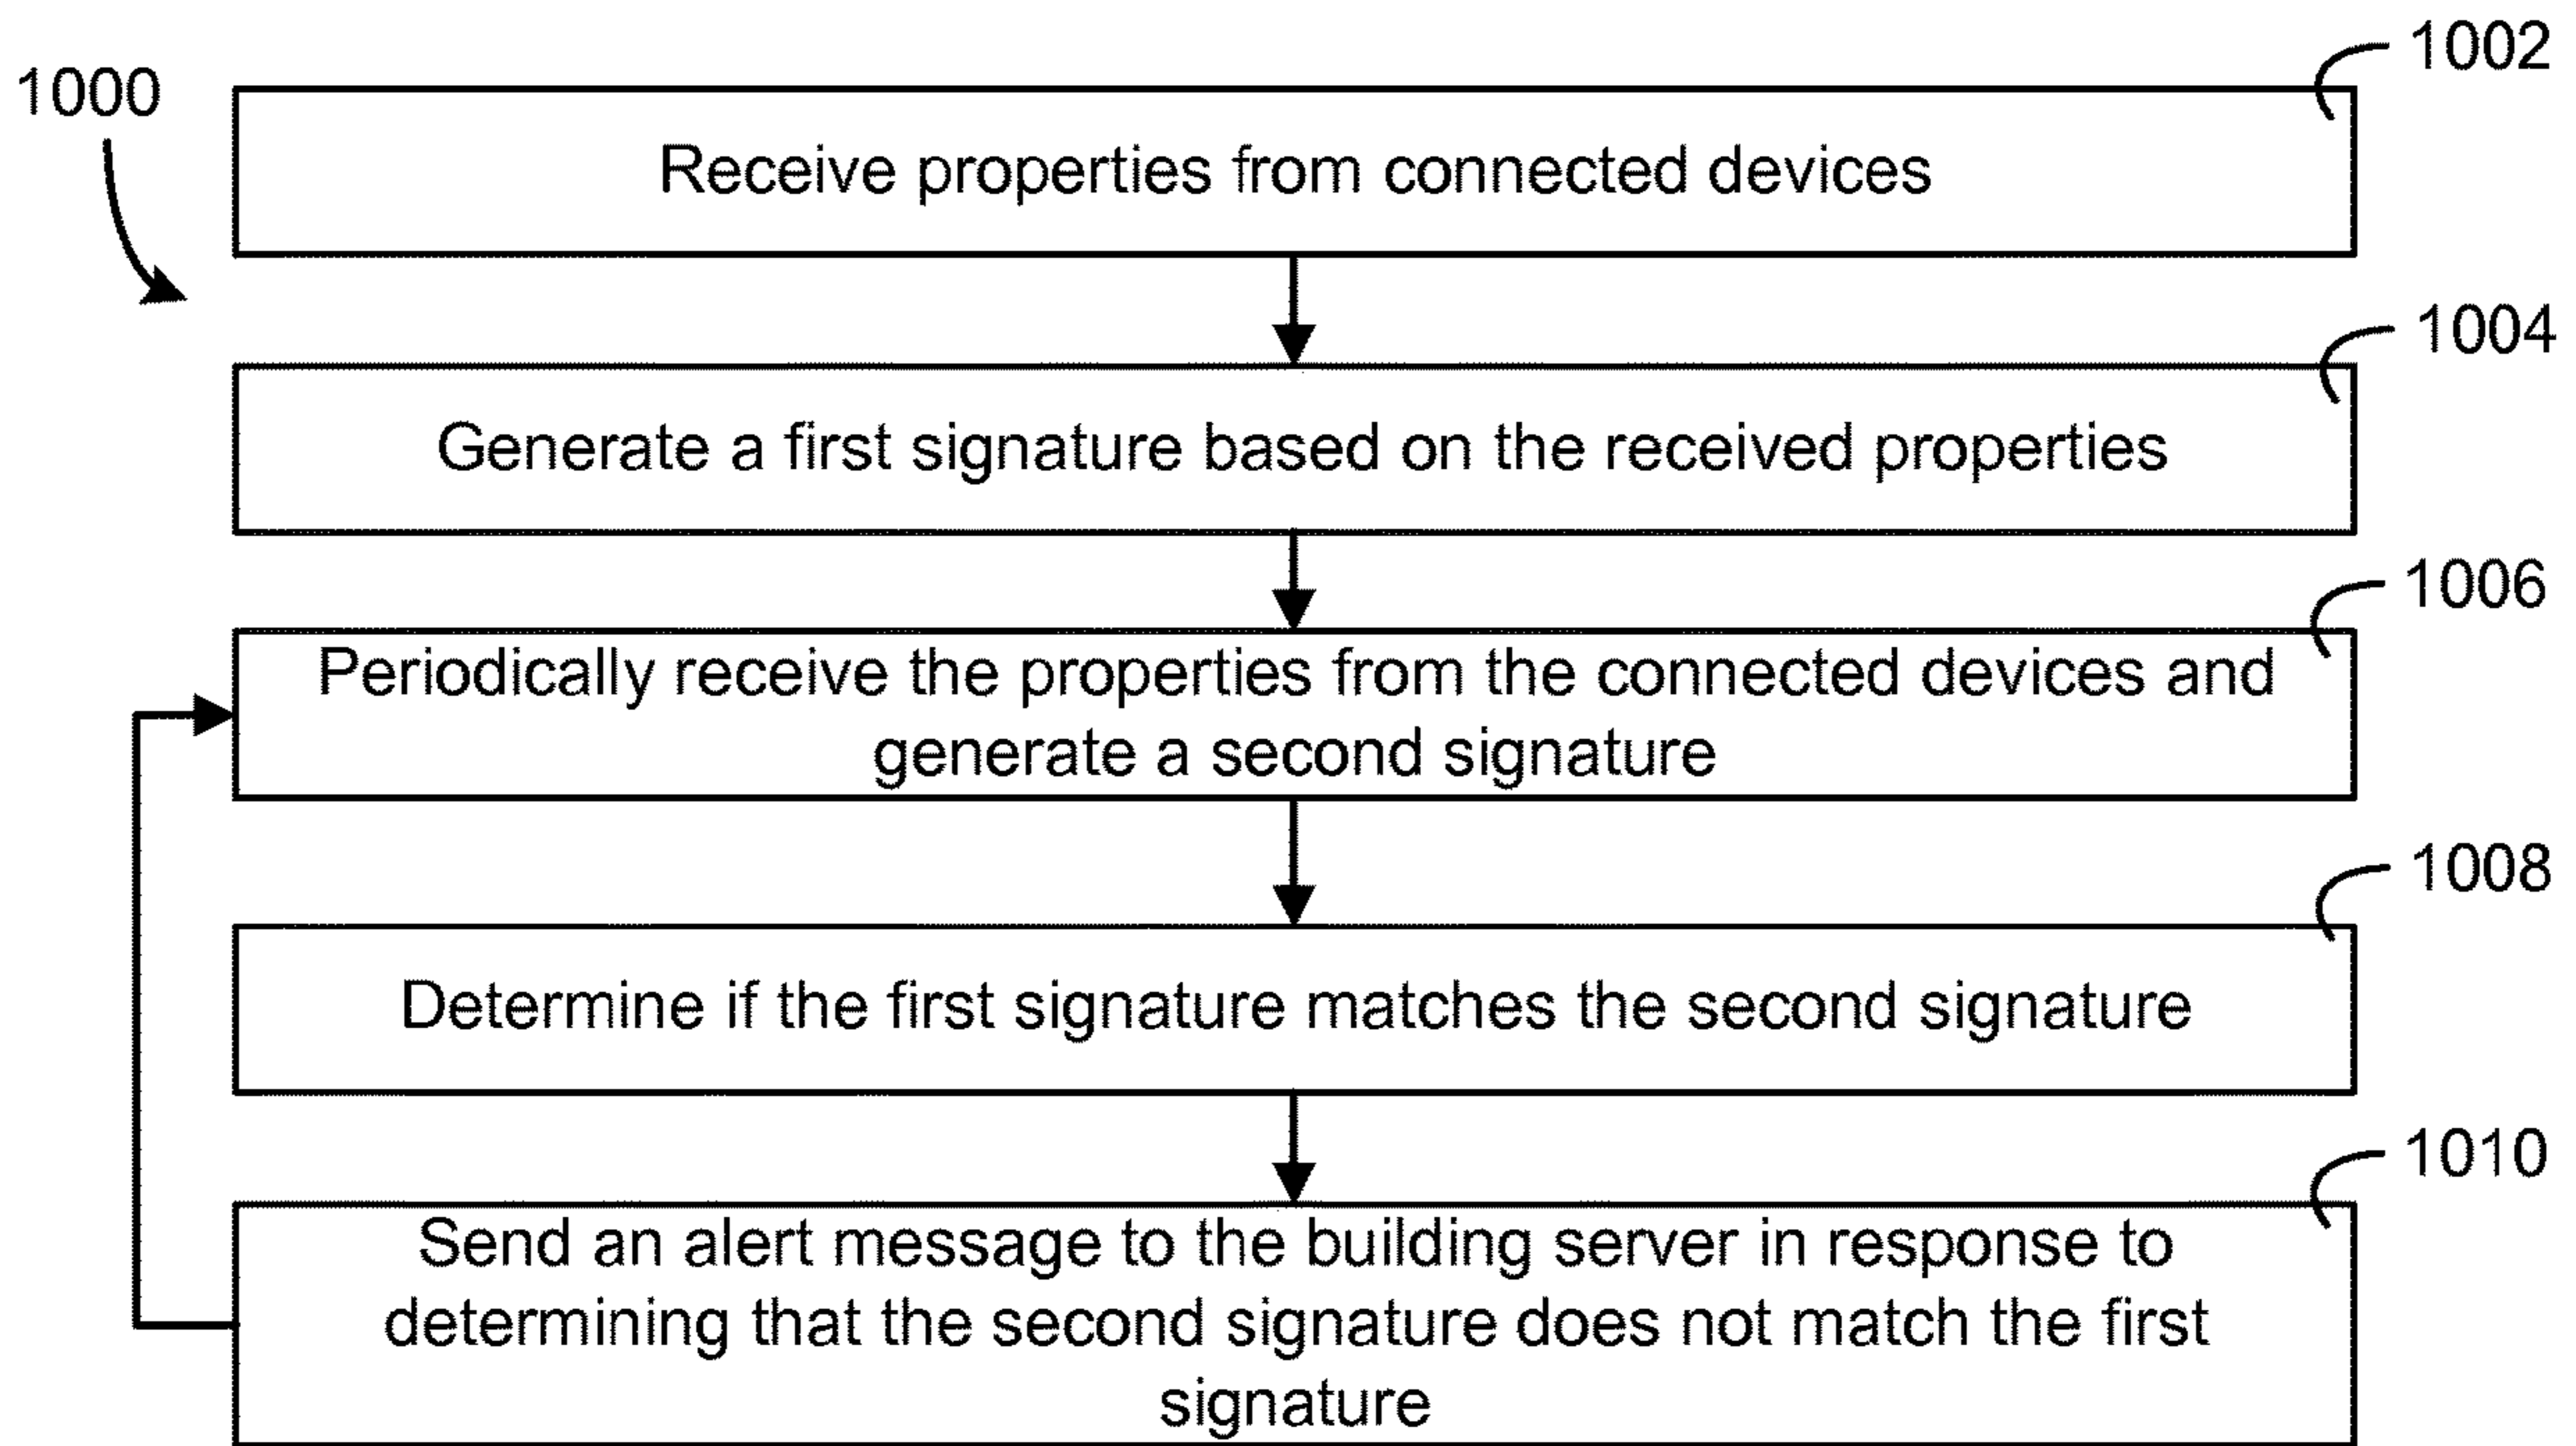 1002
1000
Receive properties from connected devices
1004
Generate a first signature based on the received properties
1006
Periodically receive the properties from the connected devices and
generate a second signature
1008
Determine if the first signature matches the second signature
1010
Send an alert message to the building server in response to
determining that the second signature does not match the first
signature